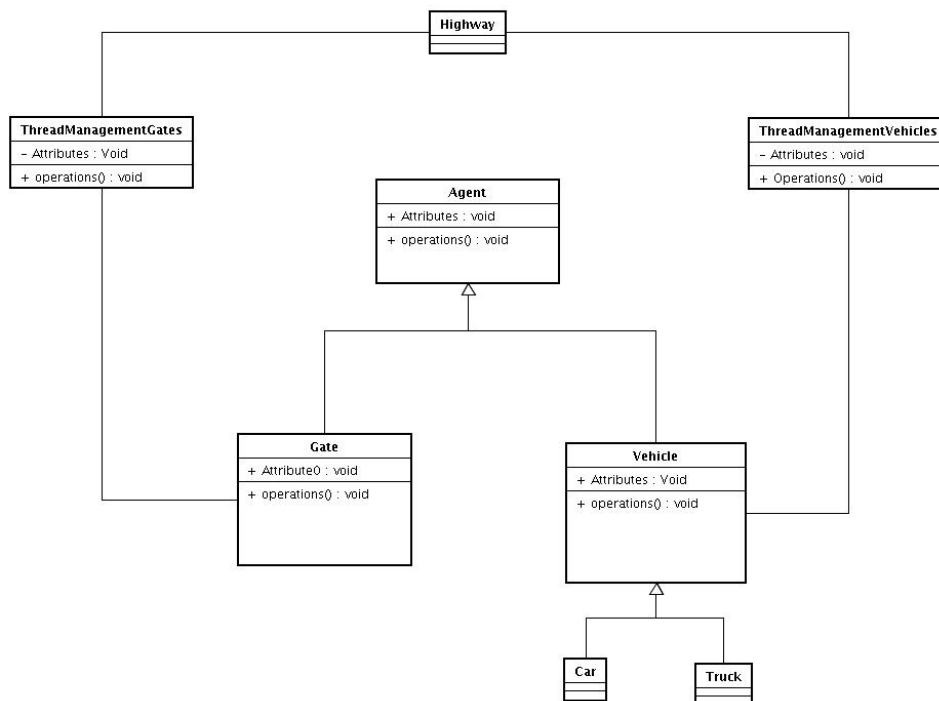 Highway
ThreadManagementGates
- Attributes : Void
+ operations() : void
ThreadManagementVehicles
- Attributes : void
+ Operations() : void
Agent
+ Attributes : void
+ operations() : void
Gate
+ Attribute0 : void
+ operations() : void
Vehicle
+ Attributes : Void
+ operations() : void
Car
Truck